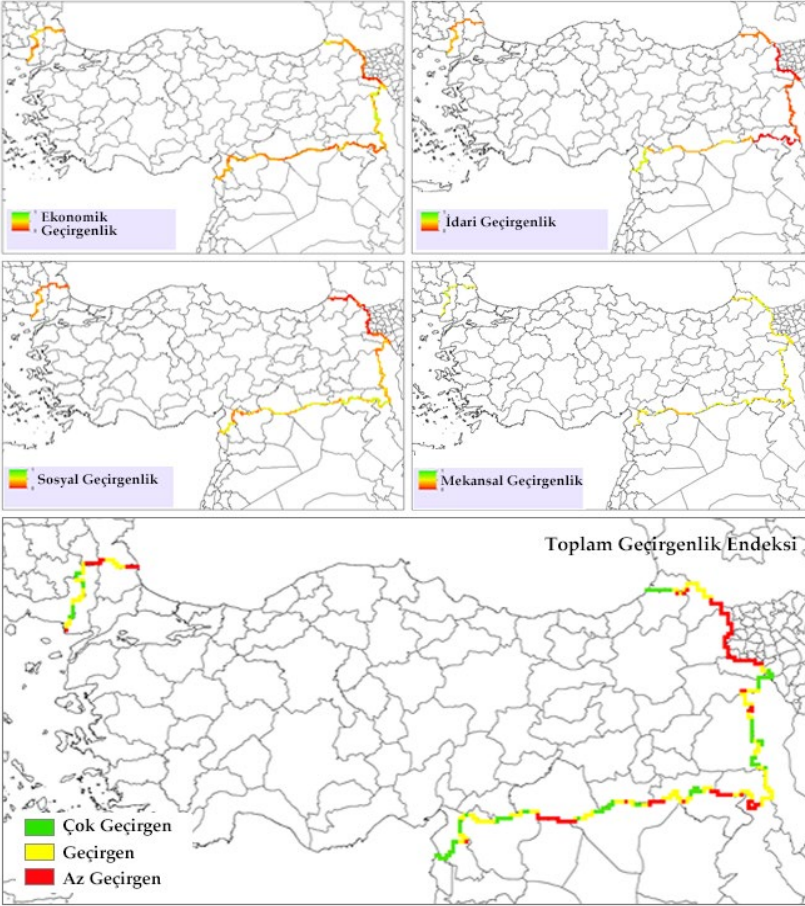 Ekonomik
Geçirgenlik
İdari Geçirgenlik
Sosyal Geçirgenlik
Mekansal Geçirgenlik
Toplam Geçirgenlik Endeksi
Çok Geçirgen
Geçirgen
Az Geçirgen